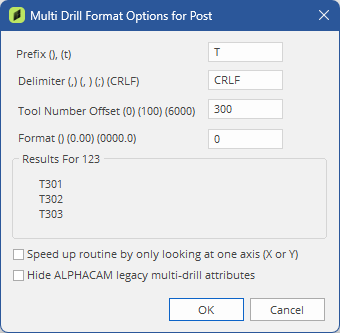 Multi Drill Format Options for Post
Prefix (), (t) T
Delimiter (,) (, ) (;) (CRLF) CRLF
Tool Number Offset (0) (100) (6000) 300
Format () (0.00) (0000.0) 0
Results For 123
T301
T302
T303
Speed up routine by only looking at one axis (X or Y)
Hide ALPHACAM legacy multi-drill attributes
OK Cancel